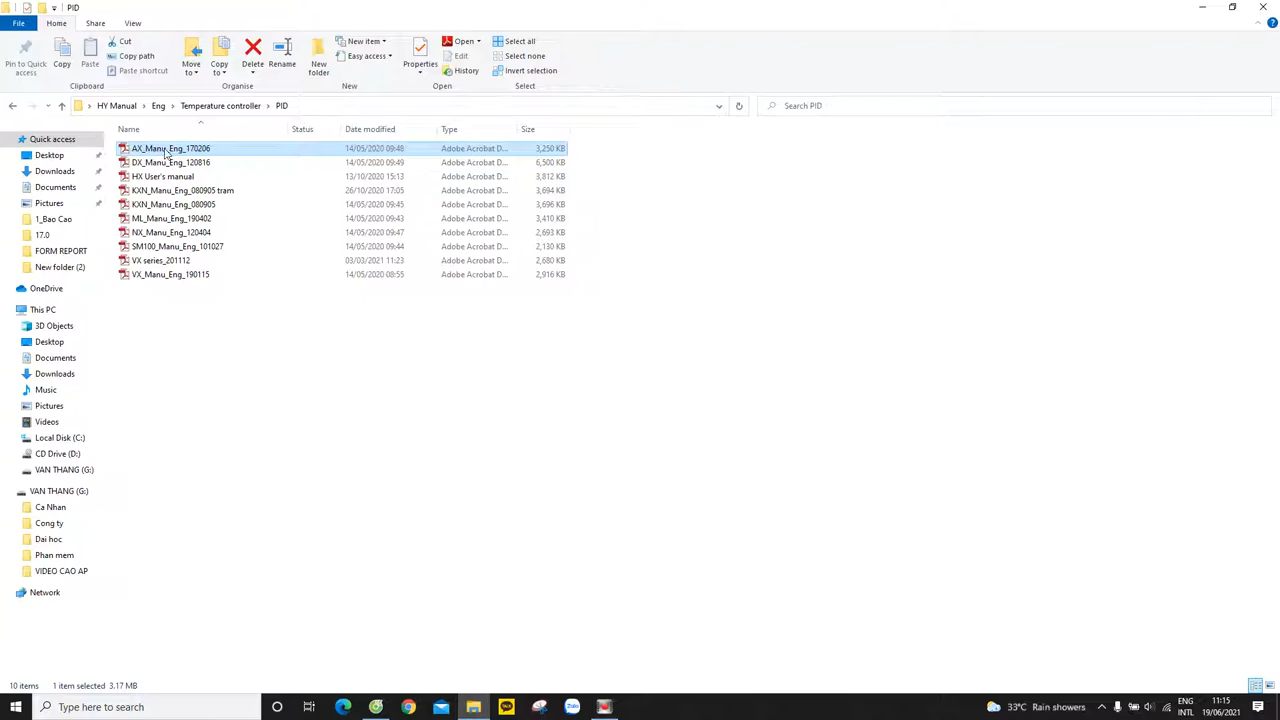 PID
File Home Share View
Pin to Quick access
Copy
Paste
Cut
Copy path
Paste shortcut
Clipboard
Move to
Copy to
Delete
Rename
Organise
New folder
New item
Easy access
New
Properties
Open
Edit
History
Open
Select all
Select none
Invert selection
Select
HY Manual > Eng > Temperature controller > PID
Search PID
Name Status Date modified Type Size
AX_Manu_Eng_170206 14/05/2020 09:48 Adobe Acrobat D... 3,250 KB
DX_Manu_Eng_120816 14/05/2020 09:49 Adobe Acrobat D... 6,500 KB
HX User's manual 13/10/2020 15:13 Adobe Acrobat D... 3,812 KB
KXN_Manu_Eng_080905 tram 26/10/2020 17:05 Adobe Acrobat D... 3,694 KB
KXN_Manu_Eng_080905 14/05/2020 09:45 Adobe Acrobat D... 3,696 KB
ML_Manu_Eng_190402 14/05/2020 09:43 Adobe Acrobat D... 3,410 KB
NX_Manu_Eng_120404 14/05/2020 09:47 Adobe Acrobat D... 2,693 KB
SM100_Manu_Eng_101027 14/05/2020 09:44 Adobe Acrobat D... 2,130 KB
VX series_201112 03/03/2021 11:23 Adobe Acrobat D... 2,680 KB
VX_Manu_Eng_190115 14/05/2020 08:55 Adobe Acrobat D... 2,916 KB
Quick access
Desktop
Downloads
Documents
Pictures
1_Bao Cao
17.0
FORM REPORT
New folder (2)
OneDrive
This PC
3D Objects
Desktop
Documents
Downloads
Music
Pictures
Videos
Local Disk (C:)
CD Drive (D:)
VAN THANG (G:)
VAN THANG (G:)
Ca Nhan
Cong ty
Dai hoc
Phan mem
VIDEO CAO AP
Network
10 items 1 item selected 3.17 MB
Type here to search
TALK
Zalo
33°C Rain showers
ENG
INTL
11:15
19/06/2021